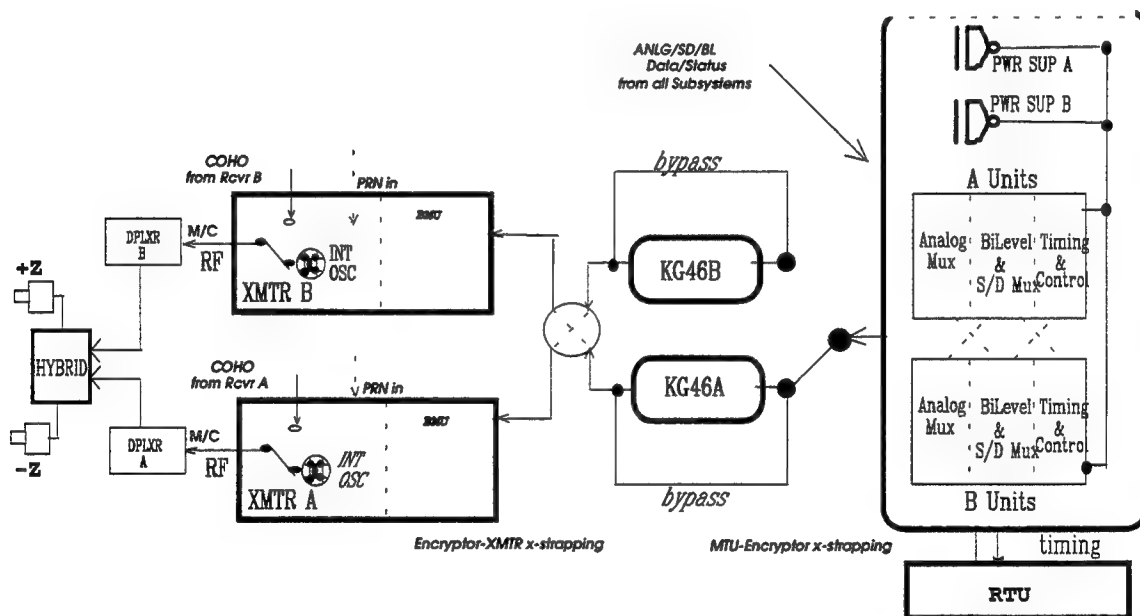 ANLG/SD/BL
Data/Status
from all Subsystems
PWR SUP A
PWR SUP B
COHO
from Rcvr B
PRN in
bypass
A Units
BMU
DPLXR
B
M/C
RF
INT
OSC
XMTR B
KG46B
Analog
Mux
BiLevel
&
S/D Mux
Timing
&
Control
+Z
HYBRID
COHO
from Rcvr A
PRN in
KG46A
BMU
Analog
Mux
BiLevel
&
S/D Mux
Timing
&
Control
DPLXR
A
M/C
RF
INT
OSC
-Z
XMTR A
bypass
B Units
Encryptor-XMTR x-strapping
MTU-Encryptor x-strapping
timing
RTU